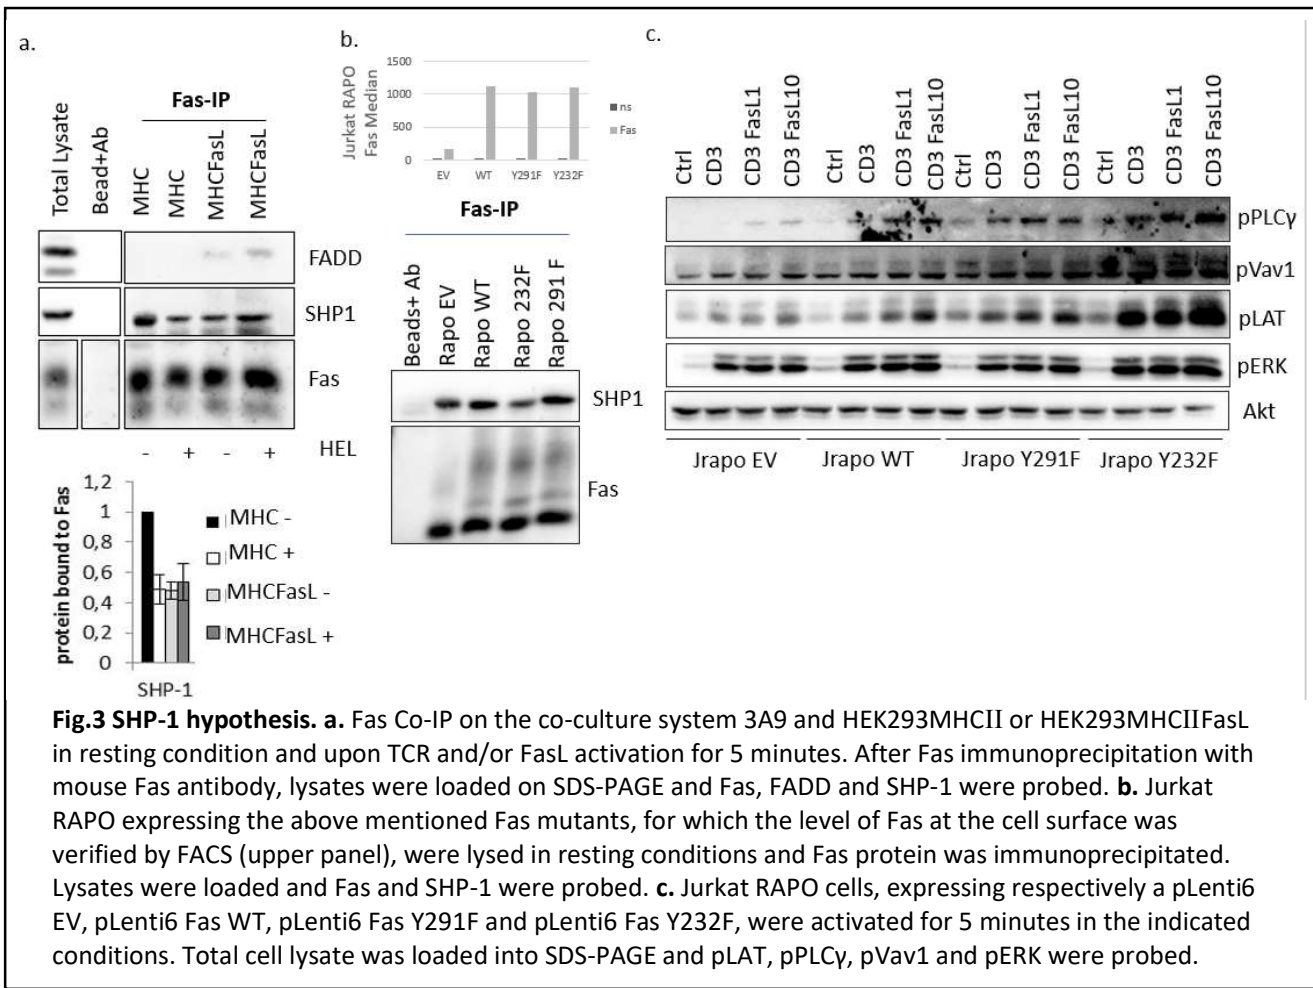 a.
Fas-IP
Total Lysate
Bead+Ab
MHC
MHC
MHCFasL
MHCFasL
FADD
SHP1
Fas
- + - + HEL
1,2
1
0,8
0,6
0,4
0,2
0
protein bound to Fas
SHP-1
MHC -
MHC +
MHCFasL -
MHCFasL +
b.
Jurkat RAPO
Fas Median
1500
1000
500
0
EV WT Y291F Y232F
ns
Fas
Fas-IP
Beads+ Ab
Rapo EV
Rapo WT
Rapo 232F
Rapo 291 F
SHP1
Fas
c.
Ctrl
CD3
CD3 FasL1
CD3 FasL10
Ctrl
CD3
CD3 FasL1
CD3 FasL10
Ctrl
CD3
CD3 FasL1
CD3 FasL10
Ctrl
CD3
CD3 FasL1
CD3 FasL10
pPLCγ
pVav1
pLAT
pERK
Akt
Jrapo EV Jrapo WT Jrapo Y291F Jrapo Y232F
Fig.3 SHP-1 hypothesis. a. Fas Co-IP on the co-culture system 3A9 and HEK293MHCII or HEK293MHCIIFasL
in resting condition and upon TCR and/or FasL activation for 5 minutes. After Fas immunoprecipitation with
mouse Fas antibody, lysates were loaded on SDS-PAGE and Fas, FADD and SHP-1 were probed. b. Jurkat
RAPO expressing the above mentioned Fas mutants, for which the level of Fas at the cell surface was
verified by FACS (upper panel), were lysed in resting conditions and Fas protein was immunoprecipitated.
Lysates were loaded and Fas and SHP-1 were probed. c. Jurkat RAPO cells, expressing respectively a pLenti6
EV, pLenti6 Fas WT, pLenti6 Fas Y291F and pLenti6 Fas Y232F, were activated for 5 minutes in the indicated
conditions. Total cell lysate was loaded into SDS-PAGE and pLAT, pPLCγ, pVav1 and pERK were probed.